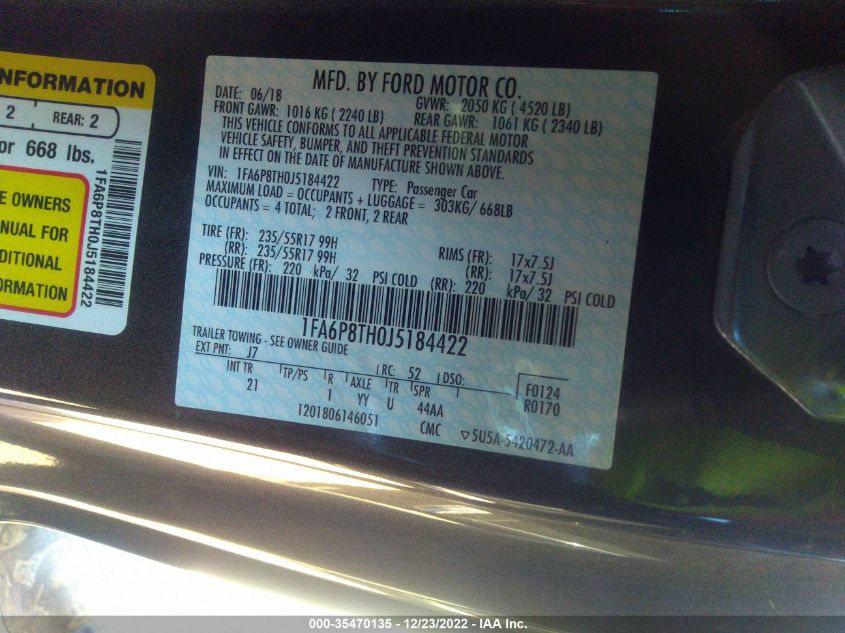 NFORMATION
2 REAR: 2
or 668 lbs.
E OWNERS
ANUAL FOR
DITIONAL
ORMATION
1FA6P8TH0J5184422
MFD. BY FORD MOTOR CO.
DATE: 06/18 GVWR: 2050 KG ( 4520 LB)
FRONT GAWR: 1016 KG ( 2240 LB) REAR GAWR: 1061 KG ( 2340 LB)
THIS VEHICLE CONFORMS TO ALL APPLICABLE FEDERAL MOTOR
VEHICLE SAFETY, BUMPER, AND THEFT PREVENTION STANDARDS
IN EFFECT ON THE DATE OF MANUFACTURE SHOWN ABOVE.
VIN: 1FA6P8TH0J5184422 TYPE: Passenger Car
MAXIMUM LOAD = OCCUPANTS + LUGGAGE = 303KG/ 668LB
OCCUPANTS = 4 TOTAL; 2 FRONT, 2 REAR
TIRE (FR): 235/55R17 99H RIMS (FR): 17x7.5J
(RR): 235/55R17 99H (RR): 17x7.5J
PRESSURE (FR): 220 kPa/ 32 PSI COLD (RR): 220 kPa/ 32 PSI COLD
1FA6P8TH0J5184422
TRAILER TOWING - SEE OWNER GUIDE
EXT PNT: J7 RC: 52 DSO: F0124
INT TR TP/PS R AXLE TR SPR R0170
21 1 YY U 44AA
1201806146051 CMC ▽5U5A-5420472-AA
000-35470135 - 12/23/2022 - IAA Inc.